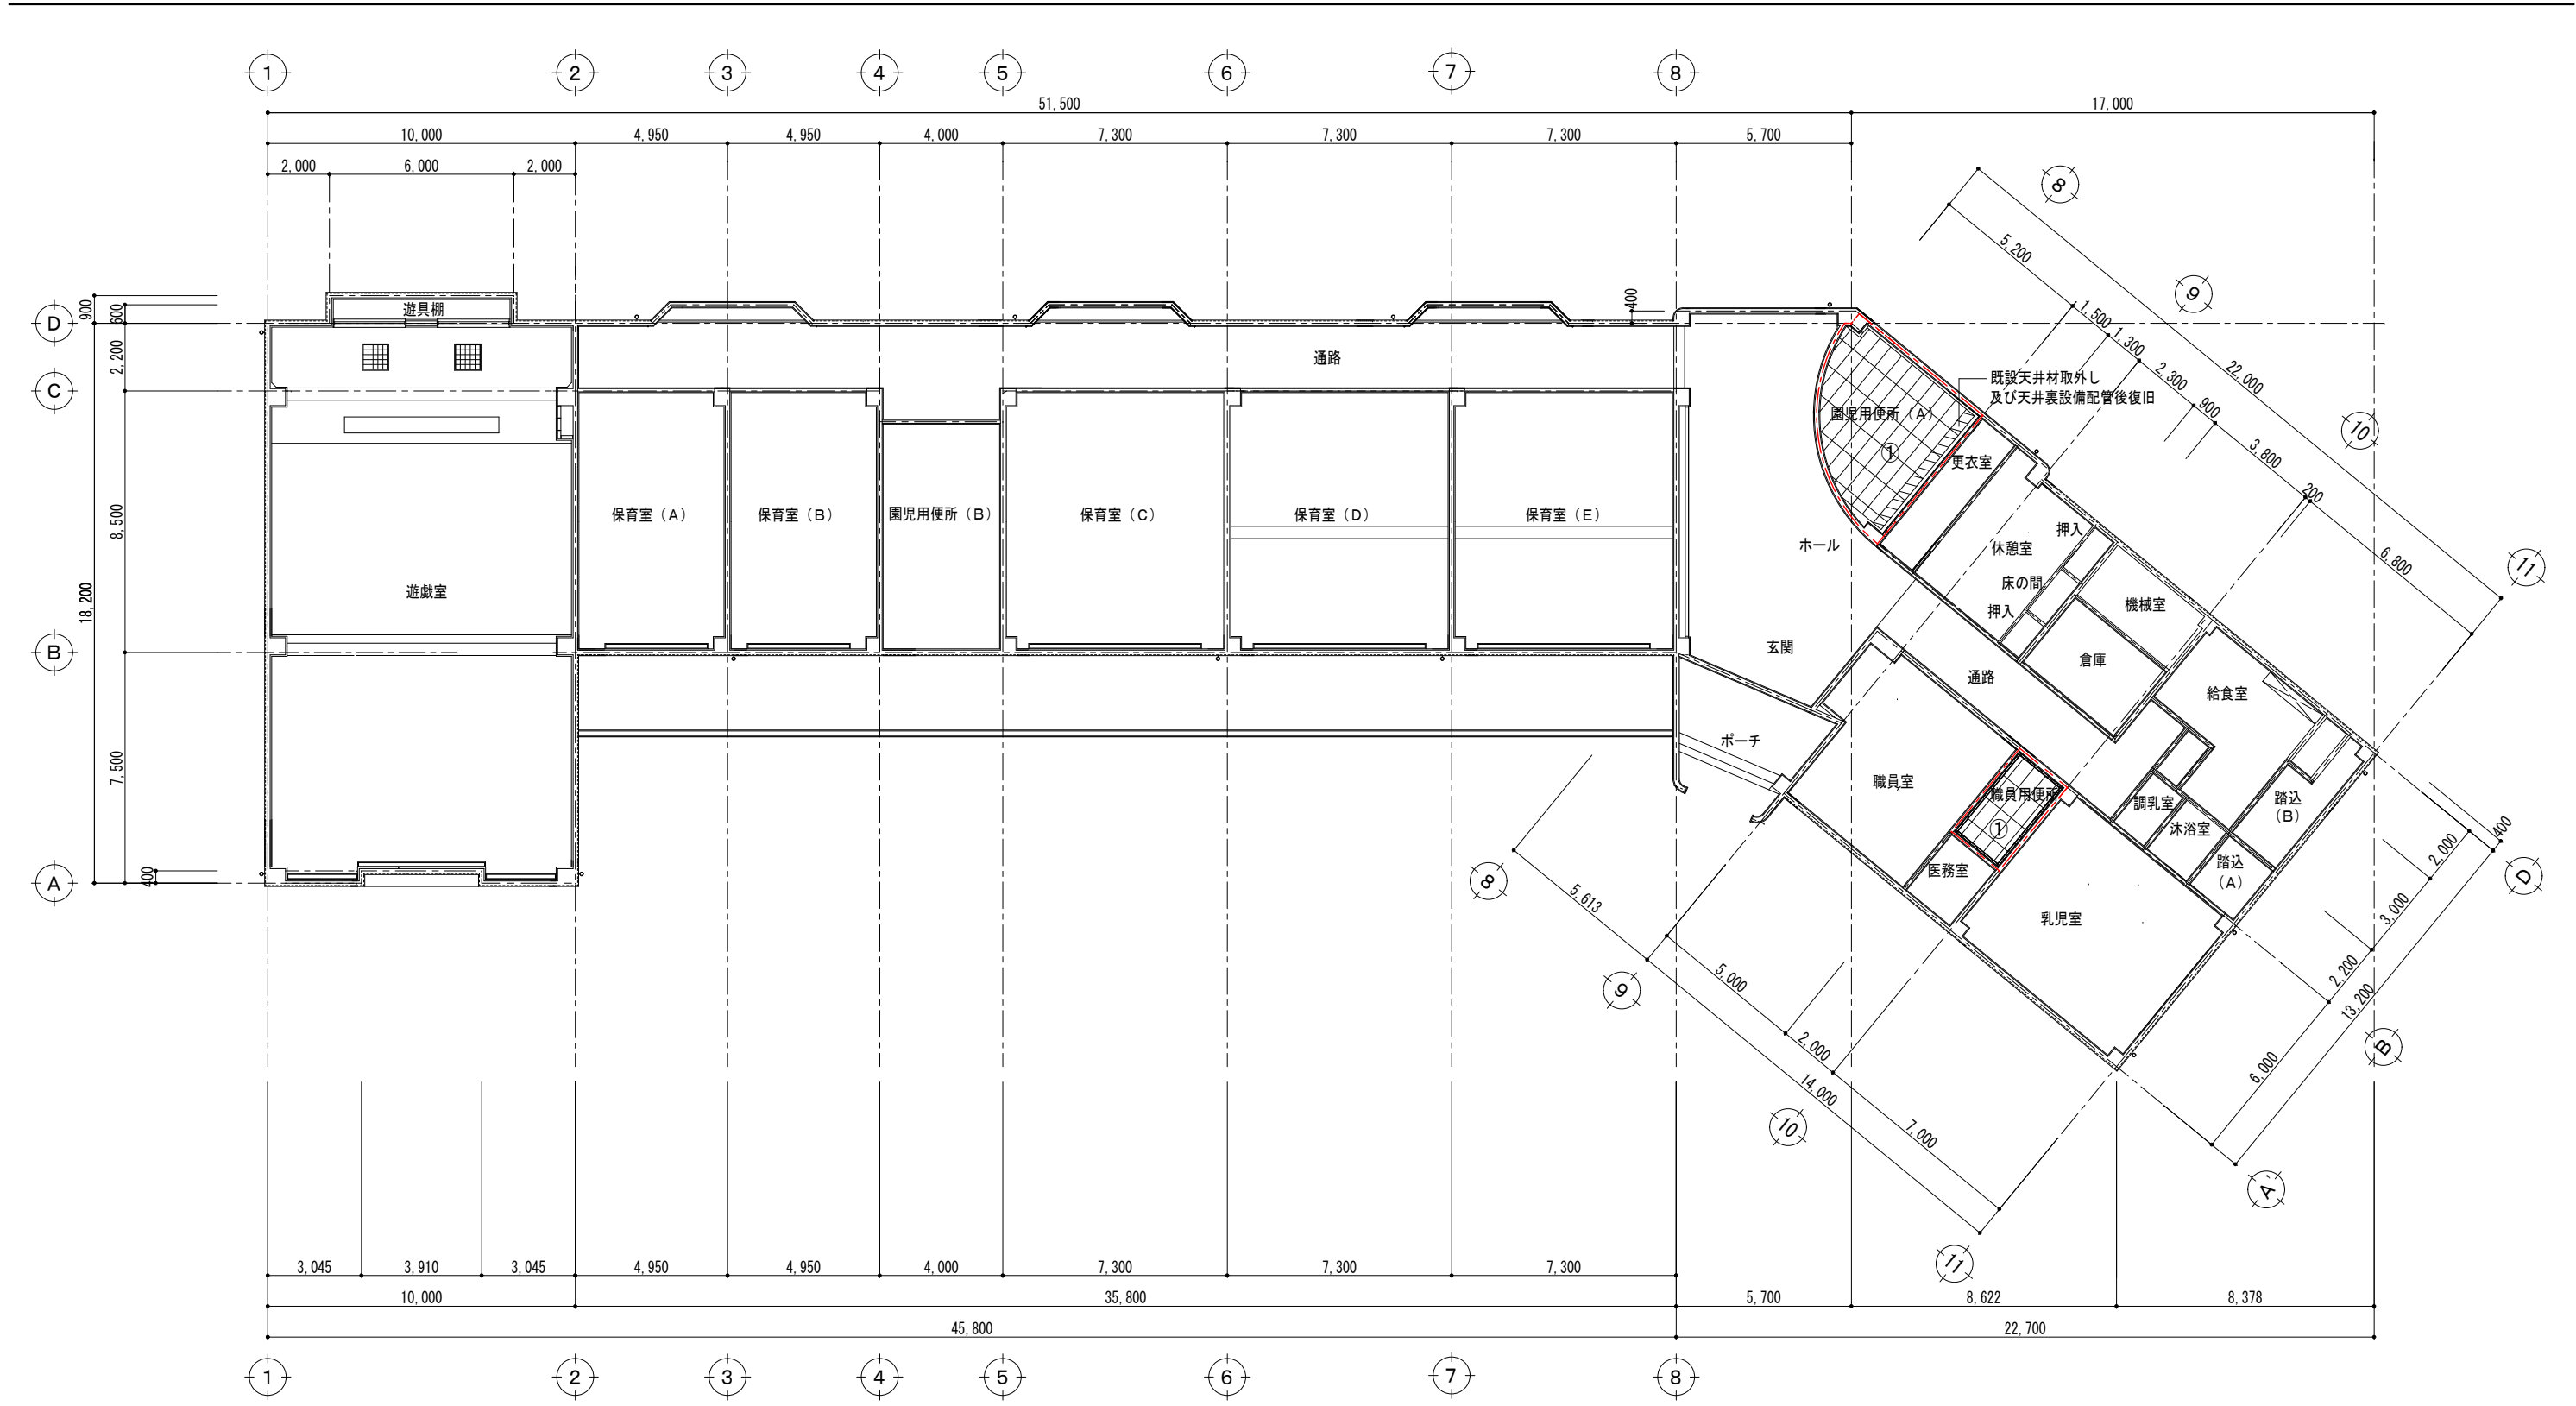 1 2 3 4 5 6 7 8
51,500 17,000
10,000 4,950 4,950 4,000 7,300 7,300 7,300 5,700
2,000 6,000 2,000
8
9
10
11
5,200
1,500
1,300
2,300
900
3,800
200
6,800
22,000
D
C
B
A
900
600
2,200
8,500
7,500
18,200
400
400
遊具棚
通路
既設天井材取外し
及び天井裏設備配管後復旧
園児用便所（A）
①
更衣室
保育室（A） 保育室（B） 園児用便所（B） 保育室（C） 保育室（D） 保育室（E）
遊戯室
ホール
休憩室
押入
床の間
押入
機械室
倉庫
玄関
通路
給食室
ポーチ
職員室
職員用便所
①
医務室
調乳室
沐浴室
踏込
（B）
踏込
（A）
乳児室
400
2,000
3,000
2,200
13,200
6,000
D
B
A`
8
9
10
11
5,613
5,000
2,000
14,000
7,000
3,045 3,910 3,045 4,950 4,950 4,000 7,300 7,300 7,300
10,000 35,800 5,700 8,622 8,378
45,800 22,700
1 2 3 4 5 6 7 8